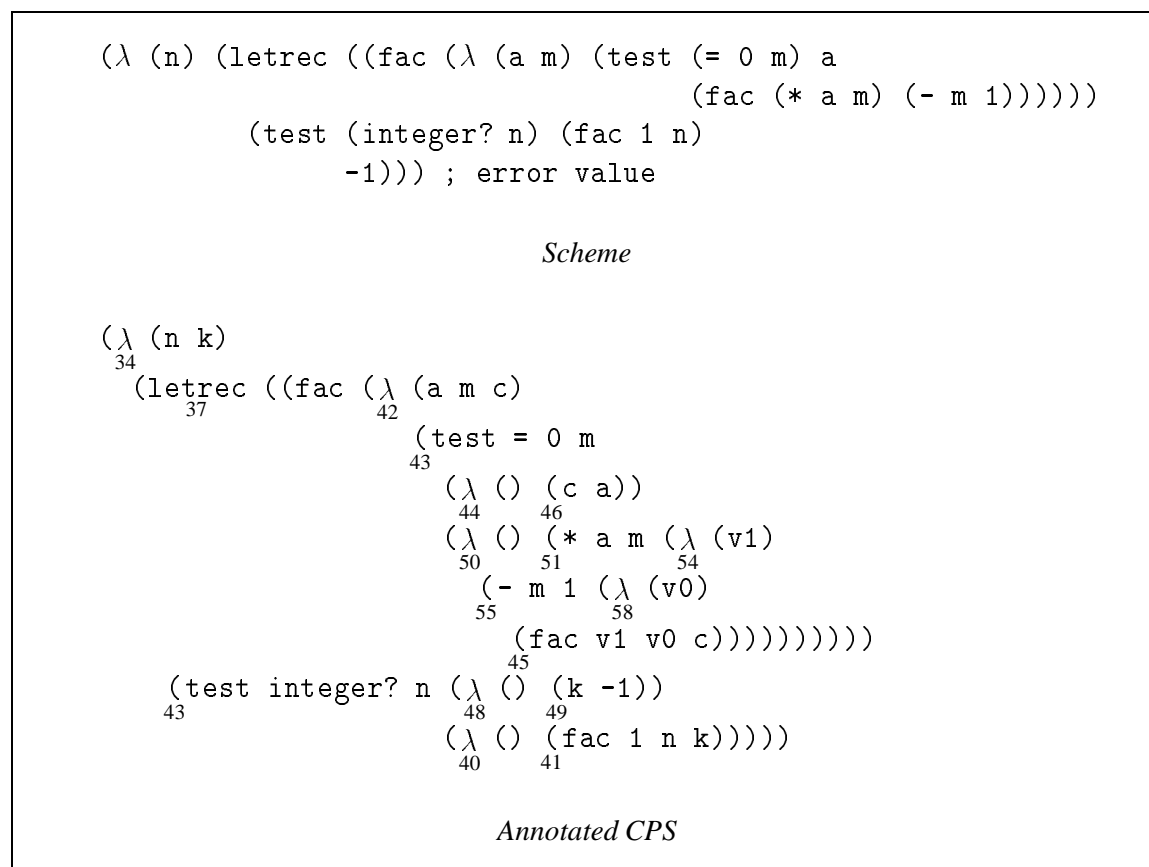 (λ (n) (letrec ((fac (λ (a m) (test (= 0 m) a
(fac (* a m) (- m 1))))))
(test (integer? n) (fac 1 n)
-1))) ; error value
Scheme
(λ (n k)
34
(letrec ((fac (λ (a m c)
37 42
(test = 0 m
43
(λ () (c a))
44 46
(λ () (* a m (λ (v1)
50 51 54
(- m 1 (λ (v0)
55 58
(fac v1 v0 c))))))))))
45
(test integer? n (λ () (k -1))
43 48 49
(λ () (fac 1 n k)))))
40 41
Annotated CPS